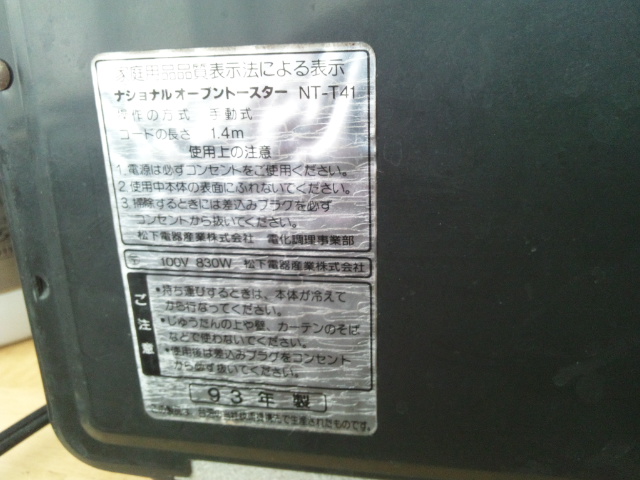 家庭用品品質表示法による表示
ナショナルオーブントースター NT-T41
操作の方式 手動式
コードの長さ 1.4m
使用上の注意
1.電源は必ずコンセントをご使用ください。
2.使用中本体の表面にふれないでください。
3.掃除するときには差込みプラグを必ず
コンセントから抜いてください。
松下電器産業株式会社 電化調理事業部
100V 830W 松下電器産業株式会社
ご注意
•持ち運びするときは、本体が冷えて
から行なってください。
•じゅうたんの上や壁、カーテンのそば
などで使わないでください。
•使用後は差込みプラグをコンセント
から必ず抜いてください。
93年製
で生産されたものです。